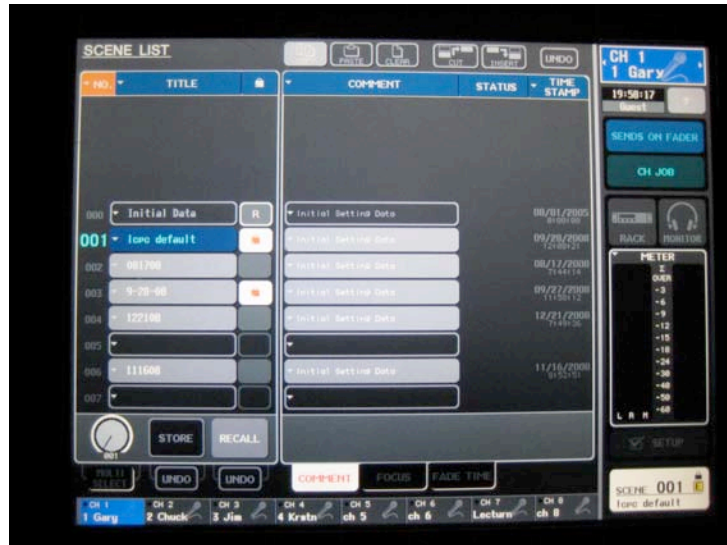 SCENE LIST
PASTE CLEAR CUT INSERT UNDO
CH 1
1 Gary
NO. TITLE COMMENT STATUS TIME STAMP
19:50:17
Guest
SENDS ON FADER
CH JOB
000 Initial Data R Initial Setting Data 08/01/2005
001 lcpc default Initial Setting Data 09/28/2008
002 081708 Initial Setting Data 08/17/2008
003 9-28-08 Initial Setting Data 09/27/2008
004 122108 Initial Setting Data 12/21/2008
005
006 111608 Initial Setting Data 11/16/2008
007
RACK MONITOR
METER
Σ
OVER
-3
-6
-9
-12
-15
-18
-24
-30
-40
-50
-60
L R M
001
STORE RECALL
SETUP
MULTI SELECT UNDO UNDO COMMENT FOCUS FADE TIME
SCENE 001 E
lcpc default
CH 1 CH 2 CH 3 CH 4 CH 5 CH 6 CH 7 CH 8
1 Gary 2 Chuck 3 Jim 4 Krstn ch 5 ch 6 Lecturn ch 8